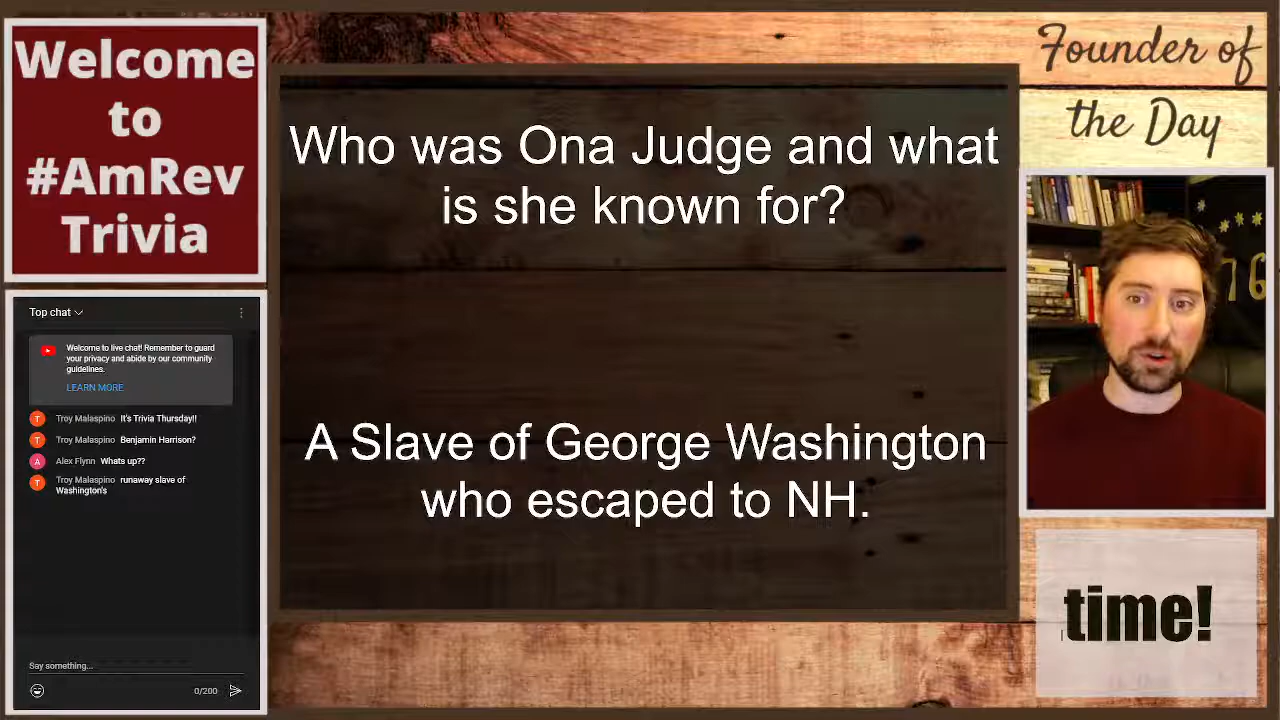 Welcome
to
#AmRev
Trivia
Who was Ona Judge and what
is she known for?
A Slave of George Washington
who escaped to NH.
Founder of
the Day
76
time!
Top chat
Welcome to live chat! Remember to guard
your privacy and abide by our community
guidelines.
LEARN MORE
T Troy Malaspino It's Trivia Thursday!!
T Troy Malaspino Benjamin Harrison?
A Alex Flynn Whats up??
T Troy Malaspino runaway slave of
Washington's
Say something...
0/200